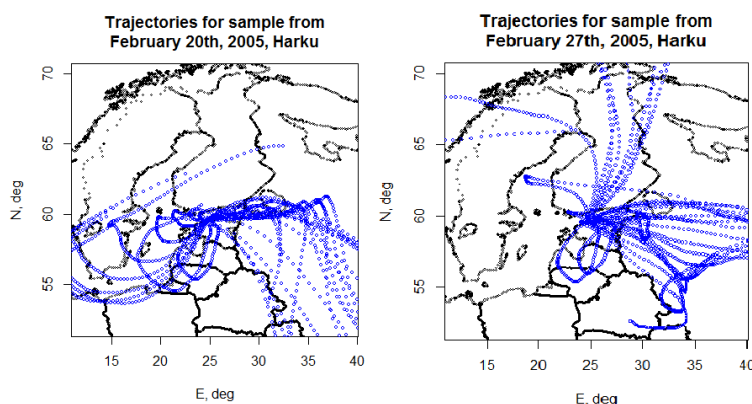 Trajectories for sample from
February 20th, 2005, Harku
N, deg
70
65
60
55
15 20 25 30 35 40
E, deg
Trajectories for sample from
February 27th, 2005, Harku
N, deg
70
65
60
55
15 20 25 30 35 40
E, deg